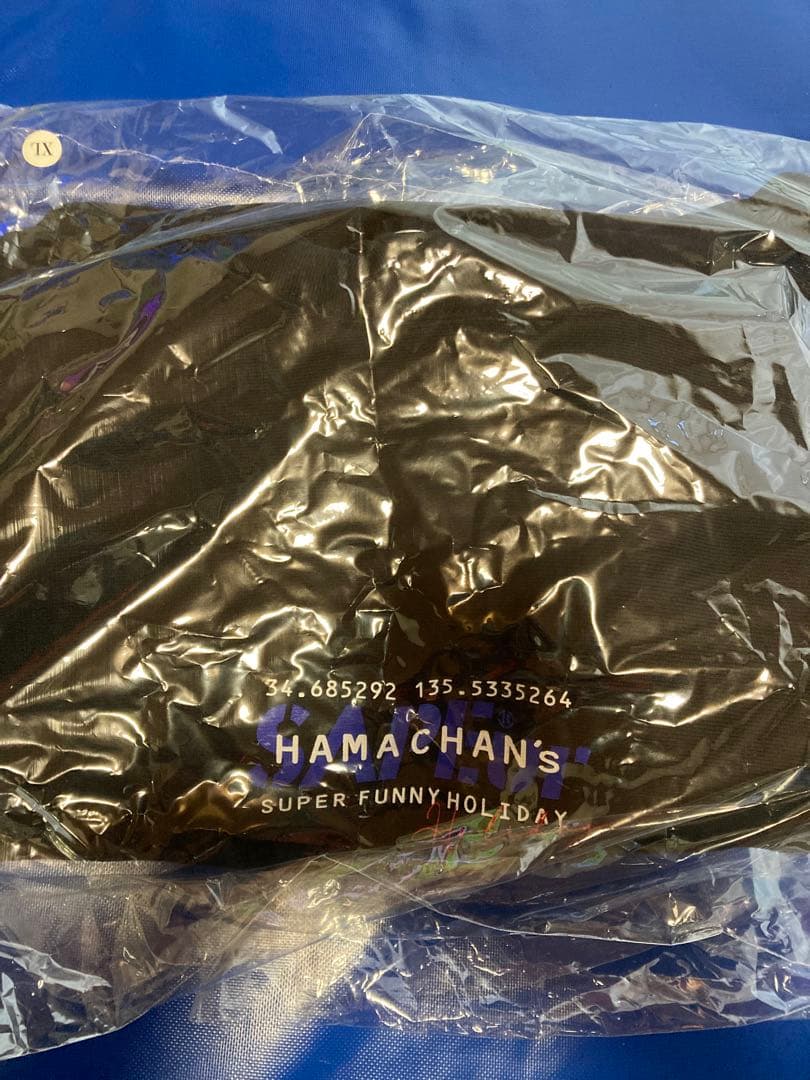 XL
34.685292 135.5335264
SAPEur
HAMACHAN's
SUPER FUNNY HOLIDAY